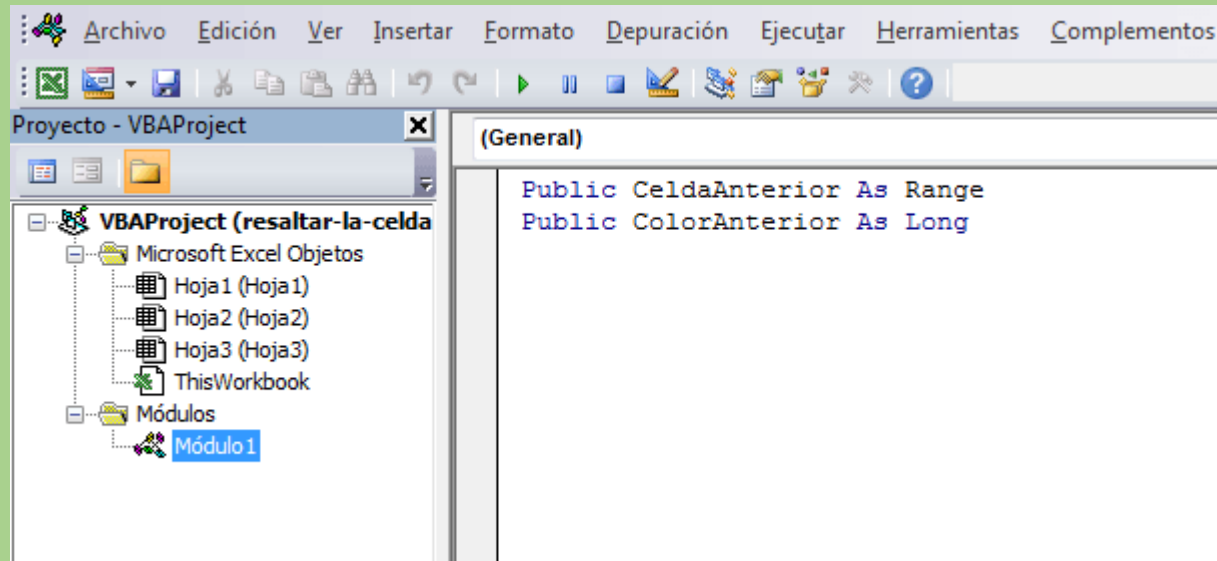 Archivo Edición Ver Insertar Formato Depuración Ejecutar Herramientas Complementos
Proyecto - VBAProject
(General)
Public CeldaAnterior As Range
Public ColorAnterior As Long
VBAProject (resaltar-la-celda
Microsoft Excel Objetos
Hoja1 (Hoja1)
Hoja2 (Hoja2)
Hoja3 (Hoja3)
ThisWorkbook
Módulos
Módulo1